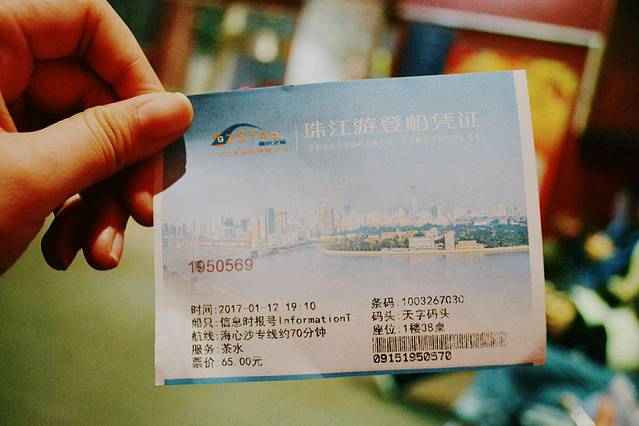 珠江游登船凭证
1950569
时间:2017-01-12 19:10
船只:信息时报号InformationT
航线:海心沙专线约70分钟
服务:茶水
票价:65.00元
条码:1003267030
码头:天字码头
座位:1楼38桌
09151950570